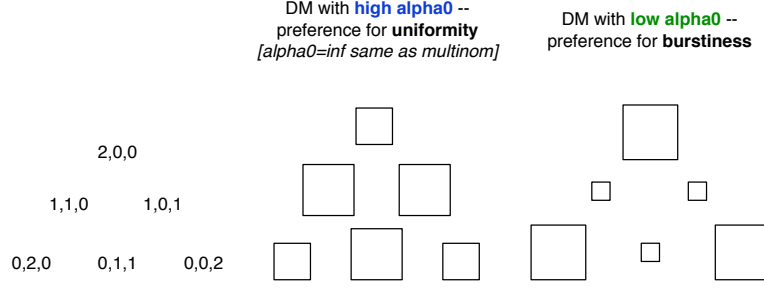 DM with high alpha0 --
preference for uniformity
[alpha0=inf same as multinom]
DM with low alpha0 --
preference for burstiness
2,0,0
1,1,0 1,0,1
0,2,0 0,1,1 0,0,2